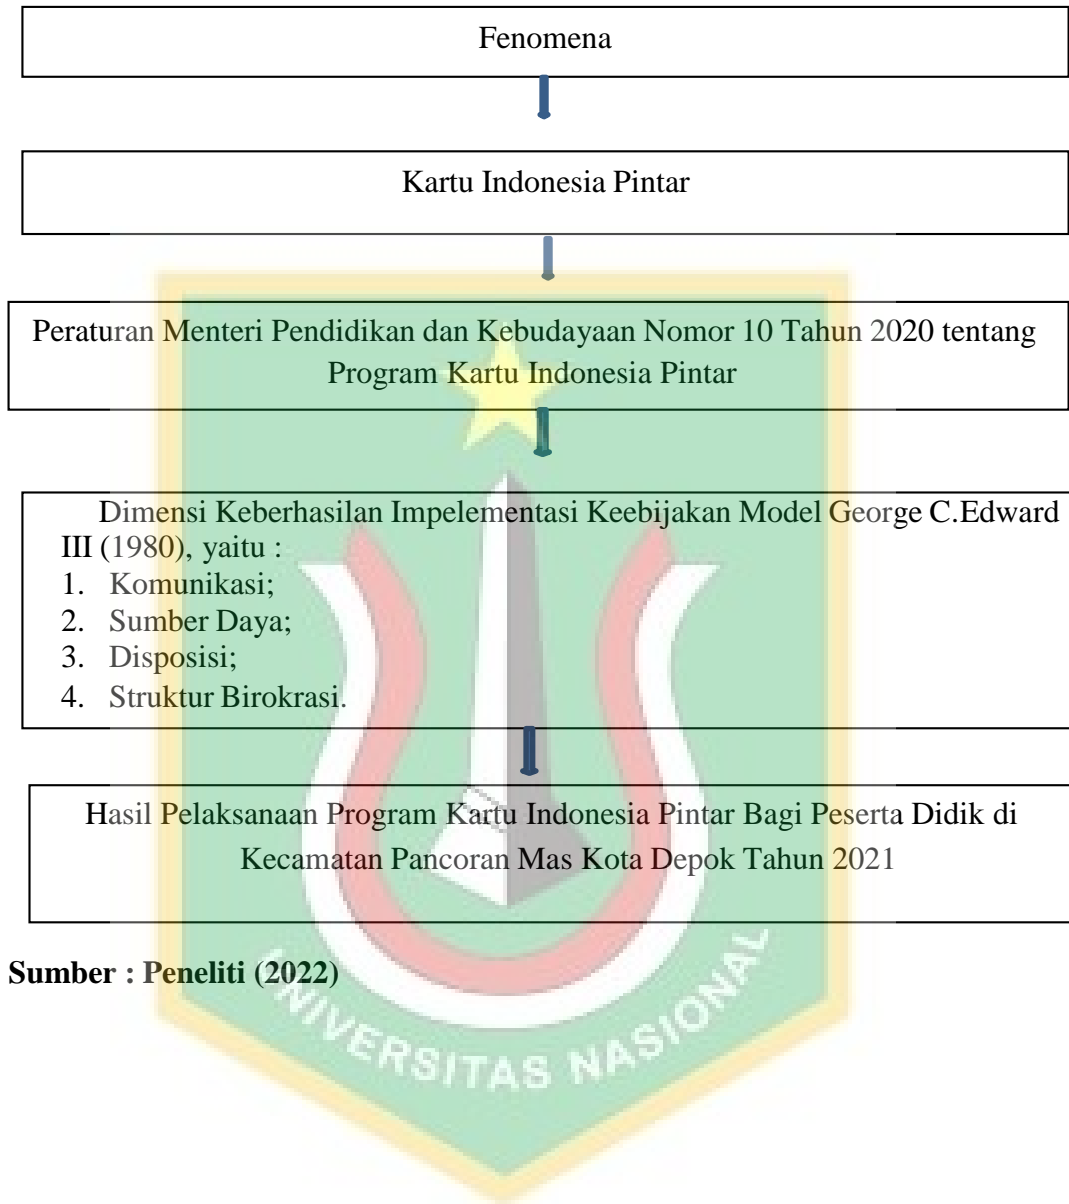 Fenomena
Kartu Indonesia Pintar
Peraturan Menteri Pendidikan dan Kebudayaan Nomor 10 Tahun 2020 tentang
Program Kartu Indonesia Pintar
Dimensi Keberhasilan Impelementasi Keebijakan Model George C.Edward
III (1980), yaitu :
1. Komunikasi;
2. Sumber Daya;
3. Disposisi;
4. Struktur Birokrasi.
Hasil Pelaksanaan Program Kartu Indonesia Pintar Bagi Peserta Didik di
Kecamatan Pancoran Mas Kota Depok Tahun 2021
Sumber : Peneliti (2022)
UNIVERSITAS NASIONAL